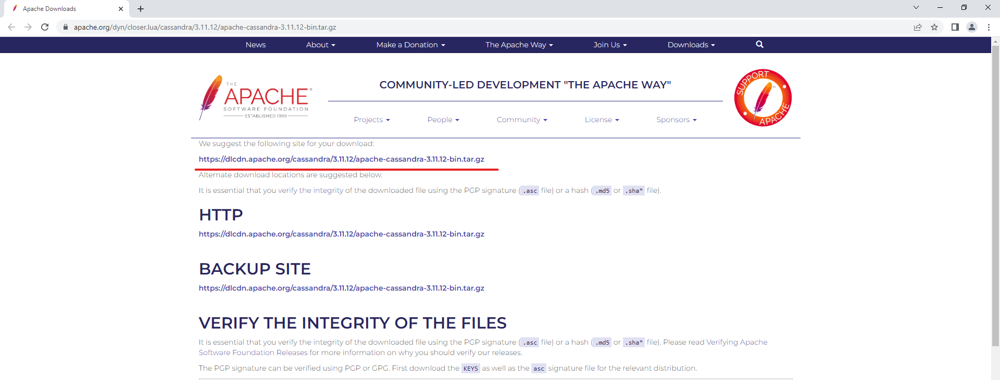 Apache Downloads
apache.org/dyn/closer.lua/cassandra/3.11.12/apache-cassandra-3.11.12-bin.tar.gz
News About Make a Donation The Apache Way Join Us Downloads
THE
APACHE®
SOFTWARE FOUNDATION
ESTABLISHED 1999
COMMUNITY-LED DEVELOPMENT "THE APACHE WAY"
Projects People Community License Sponsors
SUPPORT
APACHE
We suggest the following site for your download:
https://dlcdn.apache.org/cassandra/3.11.12/apache-cassandra-3.11.12-bin.tar.gz
Alternate download locations are suggested below.
It is essential that you verify the integrity of the downloaded file using the PGP signature (.asc file) or a hash (.md5 or .sha* file).
HTTP
https://dlcdn.apache.org/cassandra/3.11.12/apache-cassandra-3.11.12-bin.tar.gz
BACKUP SITE
https://dlcdn.apache.org/cassandra/3.11.12/apache-cassandra-3.11.12-bin.tar.gz
VERIFY THE INTEGRITY OF THE FILES
It is essential that you verify the integrity of the downloaded file using the PGP signature (.asc file) or a hash (.md5 or .sha* file). Please read Verifying Apache
Software Foundation Releases for more information on why you should verify our releases.
The PGP signature can be verified using PGP or GPG. First download the KEYS as well as the asc signature file for the relevant distribution.